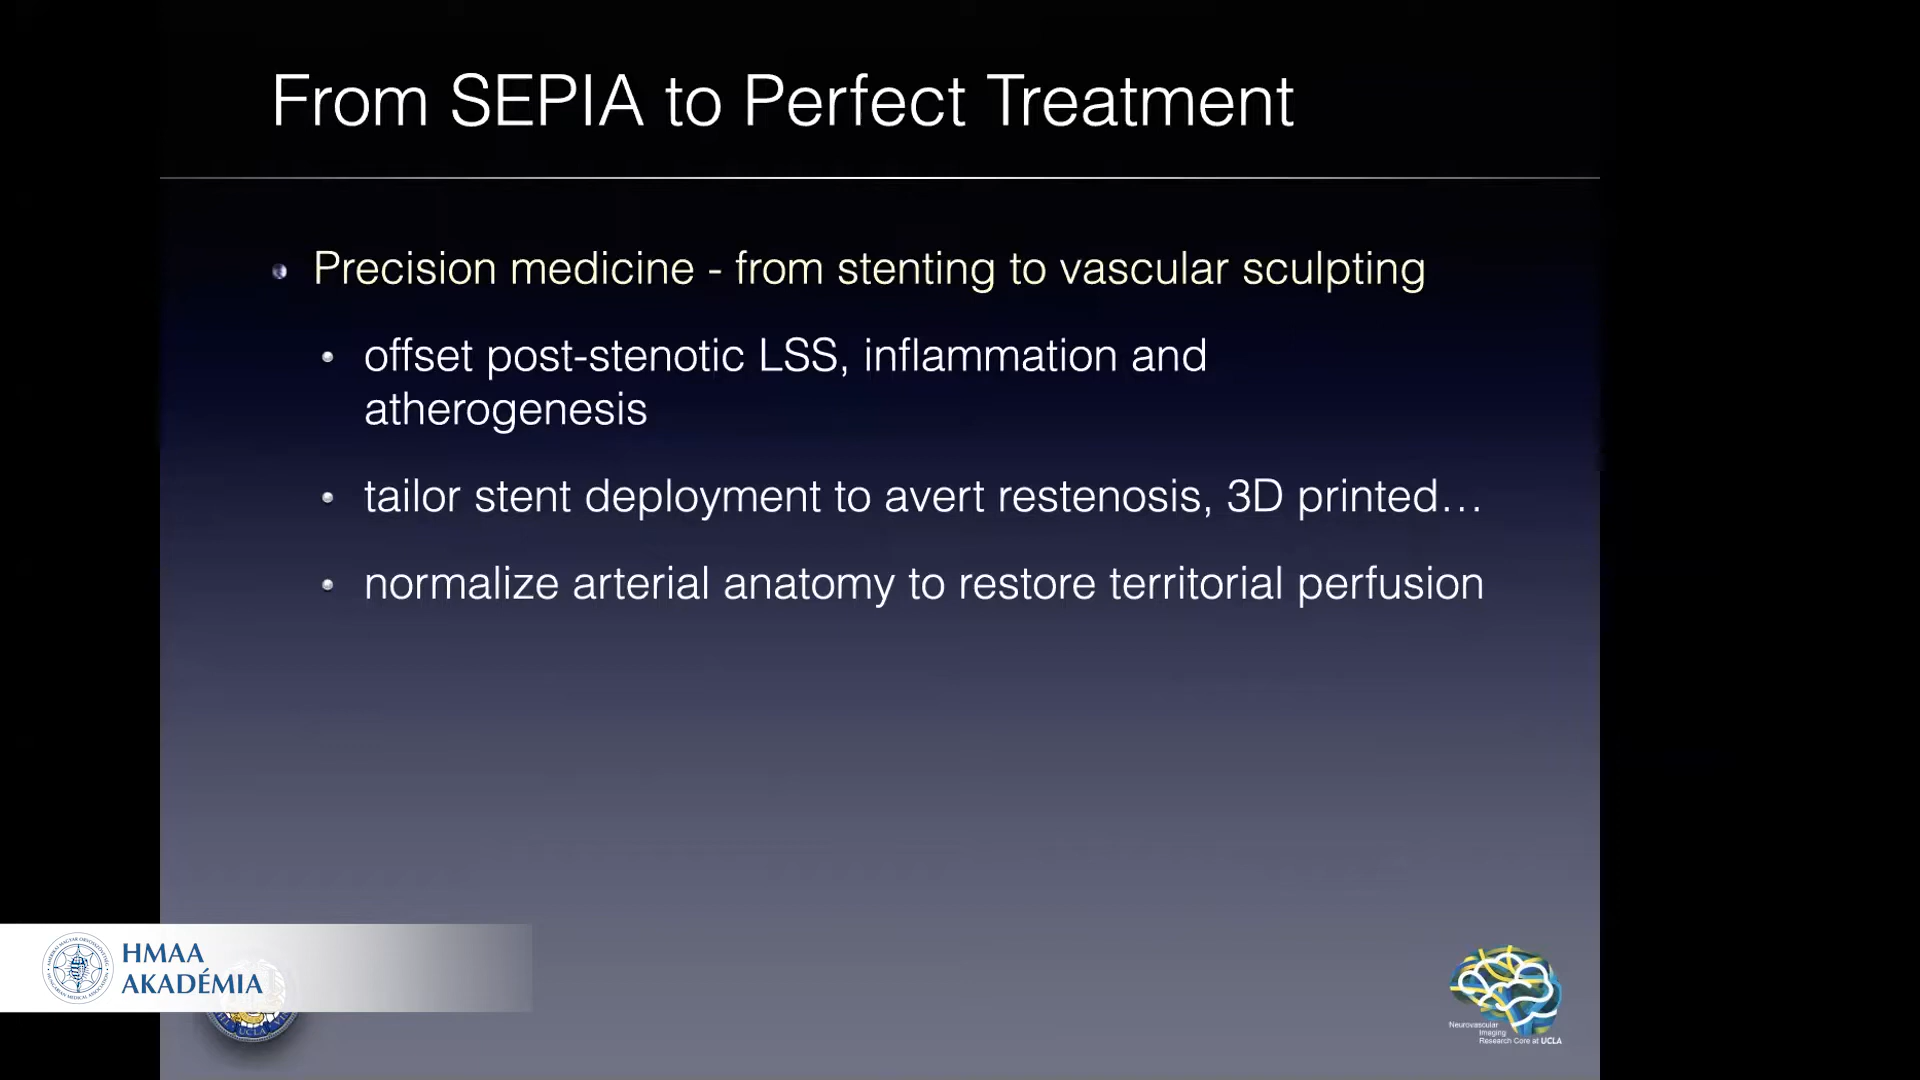 From SEPIA to Perfect Treatment
Precision medicine - from stenting to vascular sculpting
offset post-stenotic LSS, inflammation and
atherogenesis
tailor stent deployment to avert restenosis, 3D printed…
normalize arterial anatomy to restore territorial perfusion
HMAA
AKADÉMIA
UCLA
Neurovascular
Imaging
Research Core at UCLA